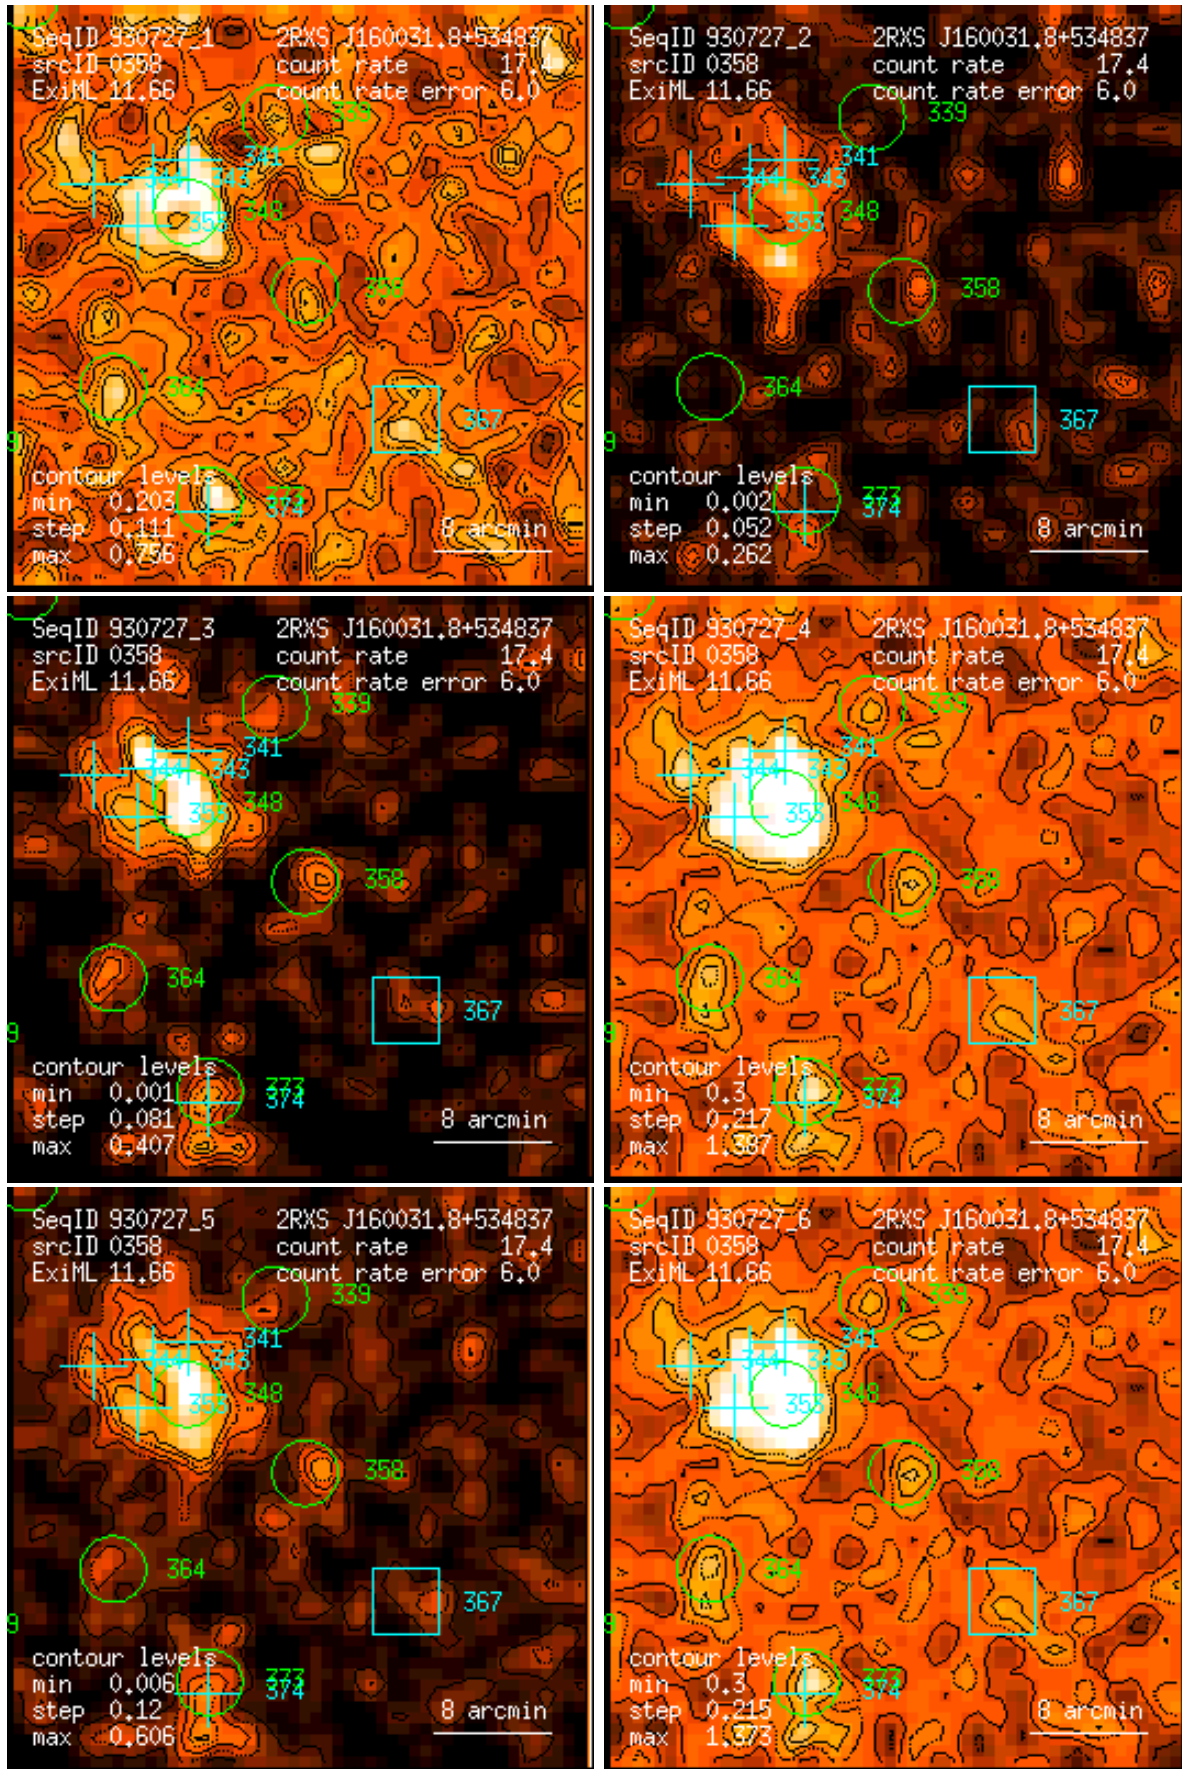 SeqID 930727_1 2RXS J160031.8+534837
srcID 0358 count rate 17.4
ExiML 11.66 count rate error 6.0
339
341
344 343
353 348
358
364
367
9
contour levels
min 0.203 374
step 0.111 8 arcmin
max 0.756
SeqID 930727_2 2RXS J160031.8+534837
srcID 0358 count rate 17.4
ExiML 11.66 count rate error 6.0
339
341
344 343
353 348
358
364
367
9
contour levels
min 0.002 374
step 0.052 8 arcmin
max 0.262
SeqID 930727_3 2RXS J160031.8+534837
srcID 0358 count rate 17.4
ExiML 11.66 count rate error 6.0
339
341
344 343
353 348
358
364
367
9
contour levels
min 0.001 374
step 0.081 8 arcmin
max 0.407
SeqID 930727_4 2RXS J160031.8+534837
srcID 0358 count rate 17.4
ExiML 11.66 count rate error 6.0
339
341
344 343
353 348
358
364
367
9
contour levels
min 0.3 374
step 0.217 8 arcmin
max 1.387
SeqID 930727_5 2RXS J160031.8+534837
srcID 0358 count rate 17.4
ExiML 11.66 count rate error 6.0
339
341
344 343
353 348
358
364
367
9
contour levels
min 0.006 374
step 0.12 8 arcmin
max 0.606
SeqID 930727_6 2RXS J160031.8+534837
srcID 0358 count rate 17.4
ExiML 11.66 count rate error 6.0
339
341
344 343
353 348
358
364
367
9
contour levels
min 0.3 374
step 0.215 8 arcmin
max 1.373